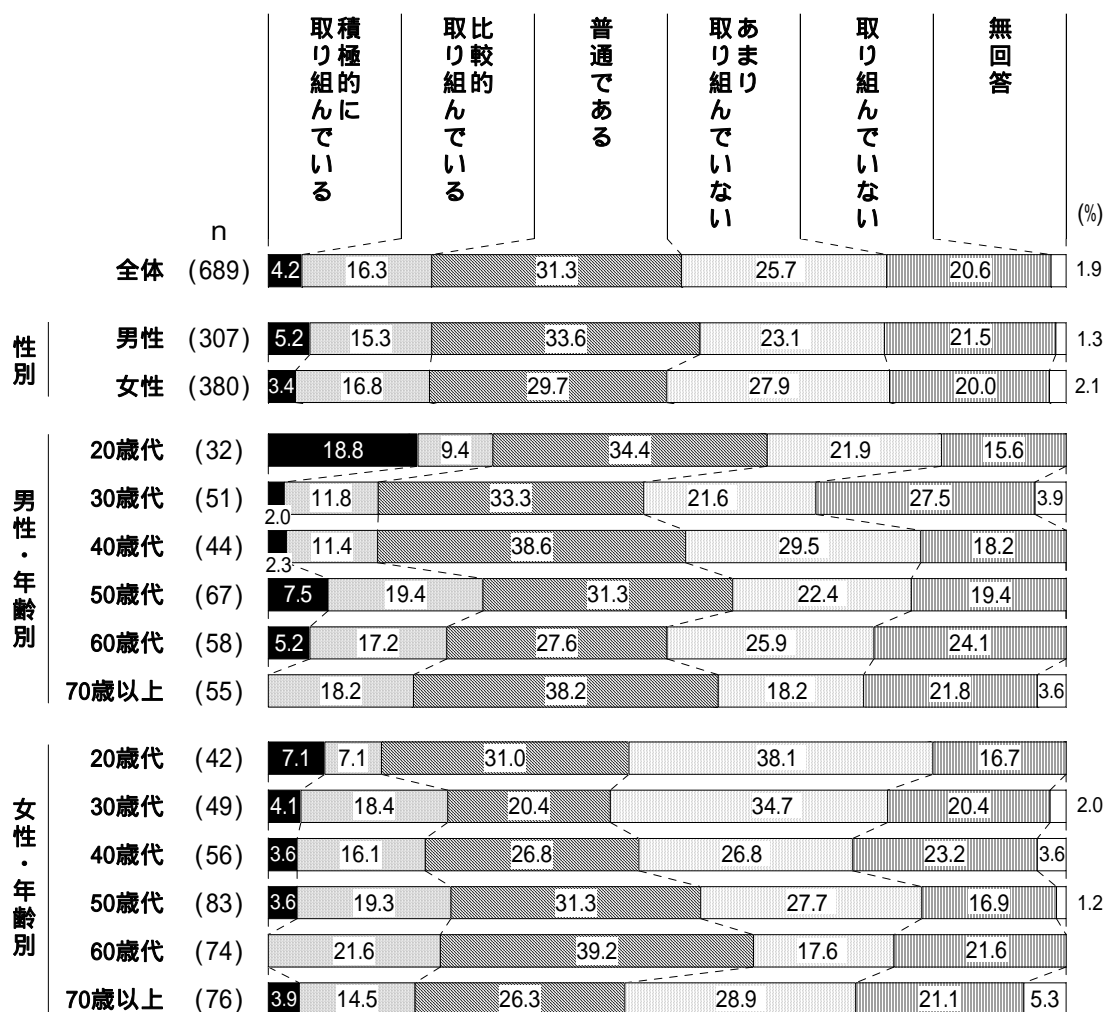 積極的に
取り組んでいる
比較的
取り組んでいる
普通である
あまり
取り組んでいない
取り組んでいない
無回答
n
(%)
全体 (689) 4.2 16.3 31.3 25.7 20.6 1.9
性別
男性 (307) 5.2 15.3 33.6 23.1 21.5 1.3
女性 (380) 3.4 16.8 29.7 27.9 20.0 2.1
男性・年齢別
20歳代 (32) 18.8 9.4 34.4 21.9 15.6
30歳代 (51) 2.0 11.8 33.3 21.6 27.5 3.9
40歳代 (44) 2.3 11.4 38.6 29.5 18.2
50歳代 (67) 7.5 19.4 31.3 22.4 19.4
60歳代 (58) 5.2 17.2 27.6 25.9 24.1
70歳以上 (55) 18.2 38.2 18.2 21.8 3.6
女性・年齢別
20歳代 (42) 7.1 7.1 31.0 38.1 16.7
30歳代 (49) 4.1 18.4 20.4 34.7 20.4 2.0
40歳代 (56) 3.6 16.1 26.8 26.8 23.2 3.6
50歳代 (83) 3.6 19.3 31.3 27.7 16.9 1.2
60歳代 (74) 21.6 39.2 17.6 21.6
70歳以上 (76) 3.9 14.5 26.3 28.9 21.1 5.3